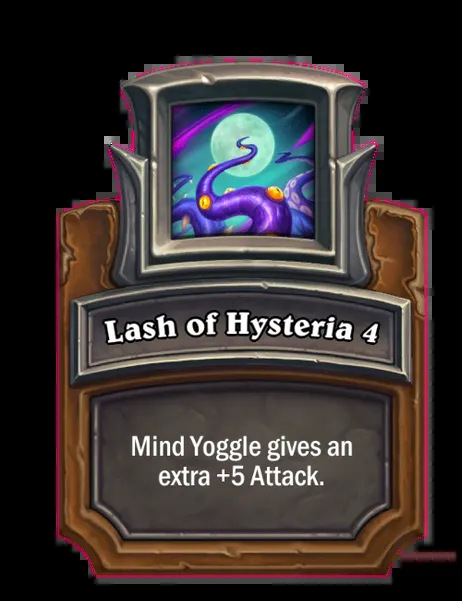 Lash of Hysteria 4
Mind Yoggle gives an
extra +5 Attack.